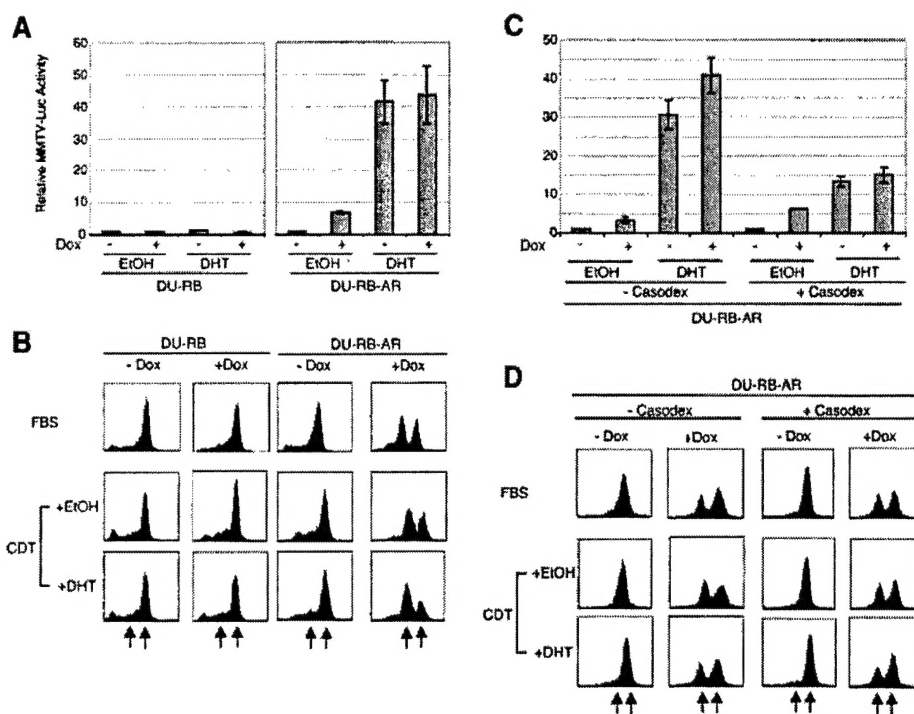 A
Relative MMTV-Luc Activity
60
50
40
30
20
10
0
Dox - + - + - + - +
EtOH DHT EtOH DHT
DU-RB DU-RB-AR
B
DU-RB DU-RB-AR
- Dox +Dox - Dox +Dox
FBS
+EtOH
CDT
+DHT
C
50
40
30
20
10
0
Dox - + - + - + - +
EtOH DHT EtOH DHT
- Casodex + Casodex
DU-RB-AR
D
DU-RB-AR
- Casodex + Casodex
- Dox +Dox - Dox +Dox
FBS
+EtOH
CDT
+DHT